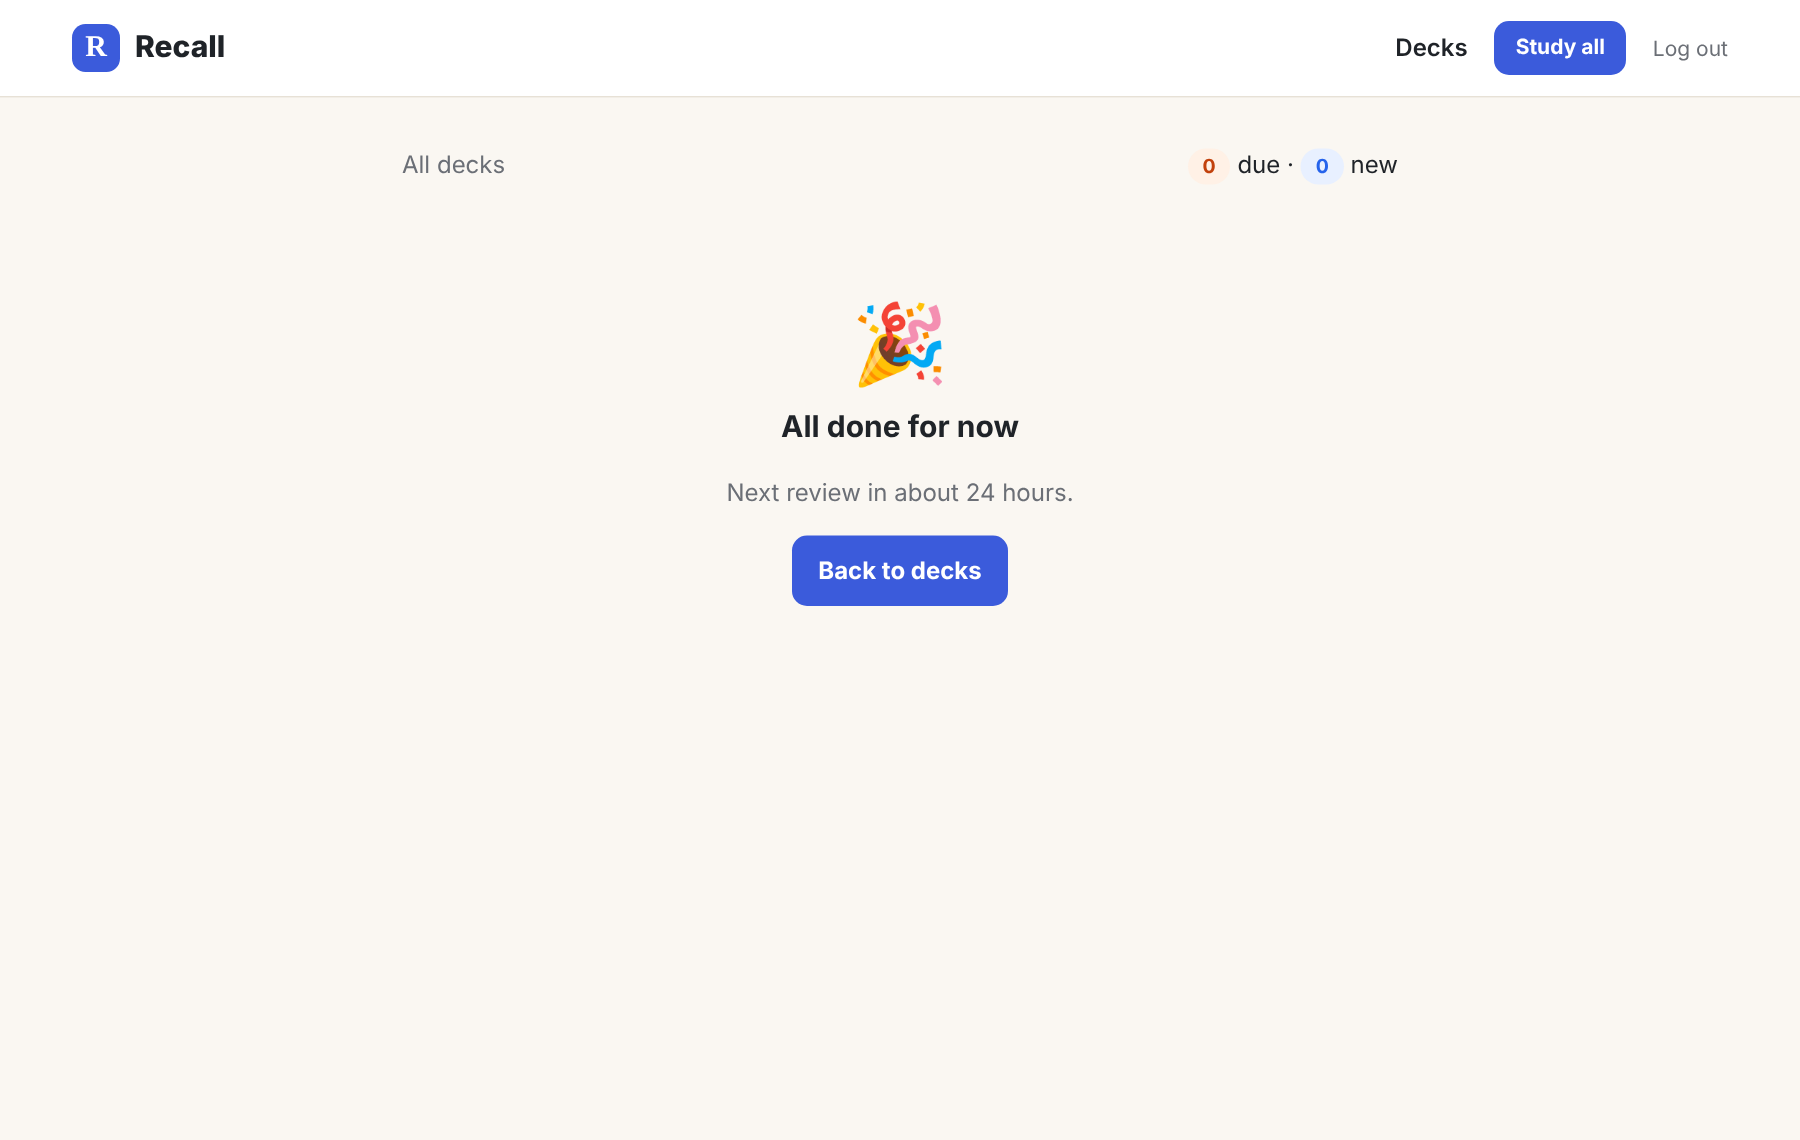 R Recall
Decks Study all Log out
All decks
0 due · 0 new
All done for now
Next review in about 24 hours.
Back to decks